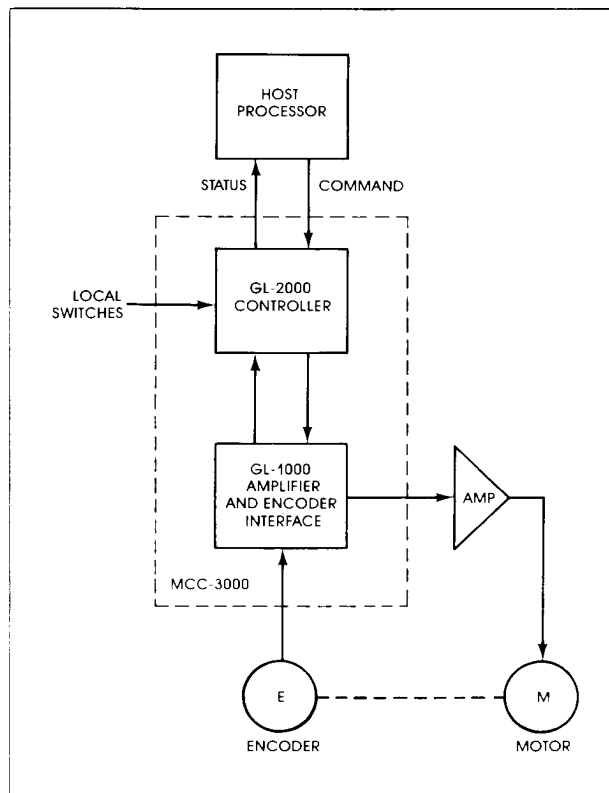 HOST
PROCESSOR
STATUS
COMMAND
GL-2000
CONTROLLER
LOCAL
SWITCHES
GL-1000
AMPLIFIER
AND ENCODER
INTERFACE
AMP
MCC-3000
E
M
ENCODER
MOTOR